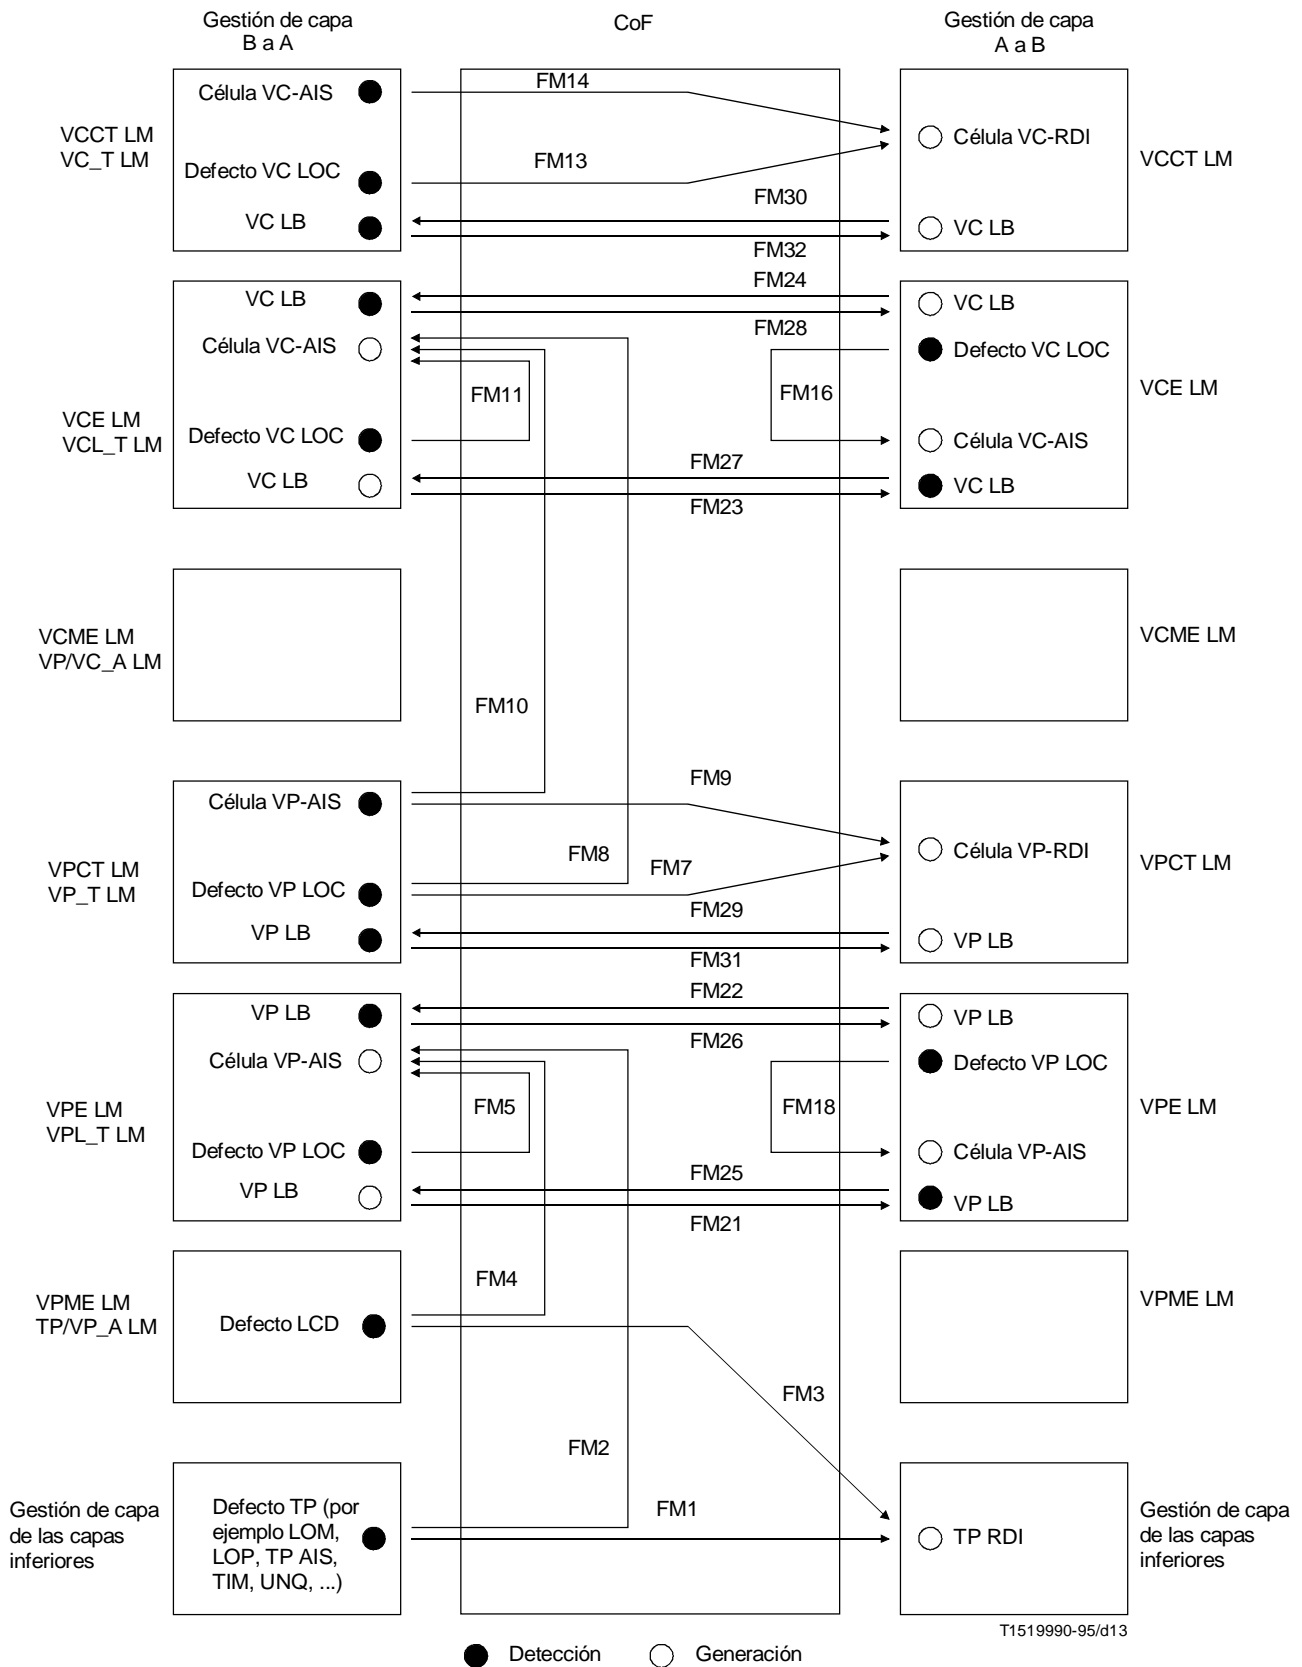 Gestión de capa
B a A
CoF
Gestión de capa
A a B
VCCT LM
VC_T LM
Célula VC-AIS
Defecto VC LOC
VC LB
FM14
FM13
FM30
FM32
Célula VC-RDI
VC LB
VCCT LM
VCE LM
VCL_T LM
VC LB
Célula VC-AIS
Defecto VC LOC
VC LB
FM24
FM28
FM11
FM16
FM27
FM23
VC LB
Defecto VC LOC
Célula VC-AIS
VC LB
VCE LM
VCME LM
VP/VC_A LM
FM10
VCME LM
VPCT LM
VP_T LM
Célula VP-AIS
Defecto VP LOC
VP LB
FM9
FM8
FM7
FM29
FM31
Célula VP-RDI
VP LB
VPCT LM
VPE LM
VPL_T LM
VP LB
Célula VP-AIS
Defecto VP LOC
VP LB
FM22
FM26
FM5
FM18
FM25
FM21
VP LB
Defecto VP LOC
Célula VP-AIS
VP LB
VPE LM
VPME LM
TP/VP_A LM
Defecto LCD
FM4
FM3
VPME LM
Gestión de capa
de las capas
inferiores
Defecto TP (por
ejemplo LOM,
LOP, TP AIS,
TIM, UNQ, ...)
FM2
FM1
TP RDI
Gestión de capa
de las capas
inferiores
T1519990-95/d13
Detección
Generación